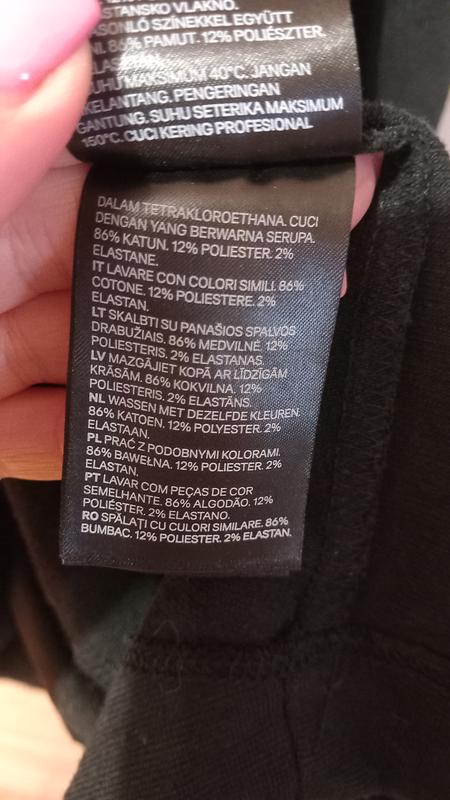 ASTANSKO VLAKNO.
ASONLÓ SZÍNEKKEL EGYÜTT
NI. 86% PAMUT. 12% POLIÉSZTER.
ELAS
SUHU MAKSIMUM 40°C. JANGAN
KELANTANG. PENGERINGAN
GANTUNG. SUHU SETERIKA MAKSIMUM
150°C. CUCI KERING PROFESIONAL
DALAM TETRAKLOROETHANA. CUCI
DENGAN YANG BERWARNA SERUPA.
86% KATUN. 12% POLIESTER. 2%
ELASTANE.
IT LAVARE CON COLORI SIMILI. 86%
COTONE. 12% POLIESTERE. 2%
ELASTAN.
LT SKALBTI SU PANAŠIOS SPALVOS
DRABUŽIAIS. 86% MEDVILNĖ. 12%
POLIESTERIS. 2% ELASTANAS.
LV MAZGĀJIET KOPĀ AR LĪDZĪGĀM
KRĀSĀM. 86% KOKVILNA. 12%
POLIESTERIS. 2% ELASTĀNS.
NL WASSEN MET DEZELFDE KLEUREN.
86% KATOEN. 12% POLYESTER. 2%
ELASTAAN.
PL PRAĆ Z PODOBNYMI KOLORAMI.
86% BAWEŁNA. 12% POLIESTER. 2%
ELASTAN.
PT LAVAR COM PEÇAS DE COR
SEMELHANTE. 86% ALGODÃO. 12%
POLIÉSTER. 2% ELASTANO.
RO SPĂLAȚI CU CULORI SIMILARE. 86%
BUMBAC. 12% POLIESTER. 2% ELASTAN.